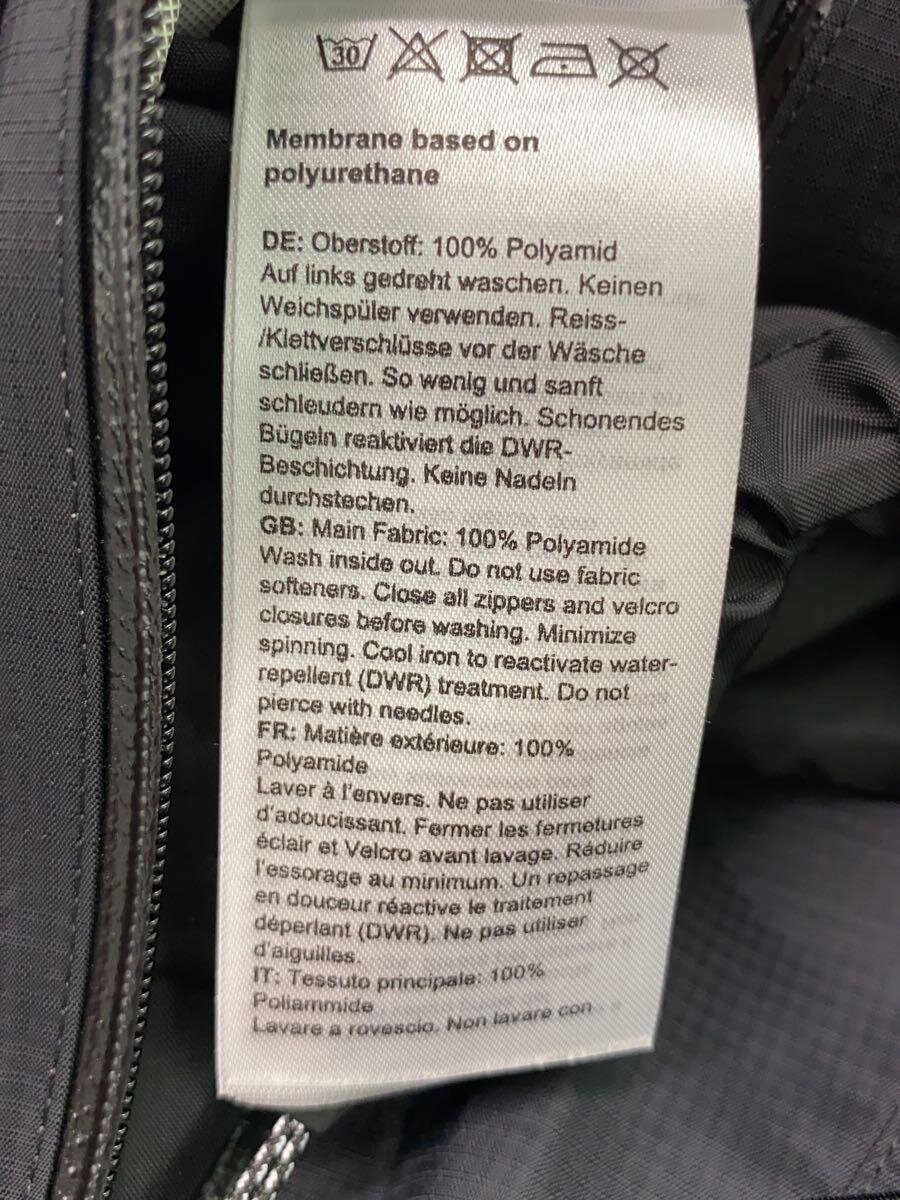 30
Membrane based on
polyurethane
DE: Oberstoff: 100% Polyamid
Auf links gedreht waschen. Keinen
Weichspüler verwenden. Reiss-
/Klettverschlüsse vor der Wäsche
schließen. So wenig und sanft
schleudern wie möglich. Schonendes
Bügeln reaktiviert die DWR-
Beschichtung. Keine Nadeln
durchstechen.
GB: Main Fabric: 100% Polyamide
Wash inside out. Do not use fabric
softeners. Close all zippers and velcro
closures before washing. Minimize
spinning. Cool iron to reactivate water-
repellent (DWR) treatment. Do not
pierce with needles.
FR: Matière extérieure: 100%
Polyamide
Laver à l'envers. Ne pas utiliser
d'adoucissant. Fermer les fermetures
éclair et Velcro avant lavage. Réduire
l'essorage au minimum. Un repassage
en douceur réactive le traitement
déperlant (DWR). Ne pas utiliser
d'aiguilles.
IT: Tessuto principale: 100%
Poliammide
Lavare a rovescio. Non lavare con